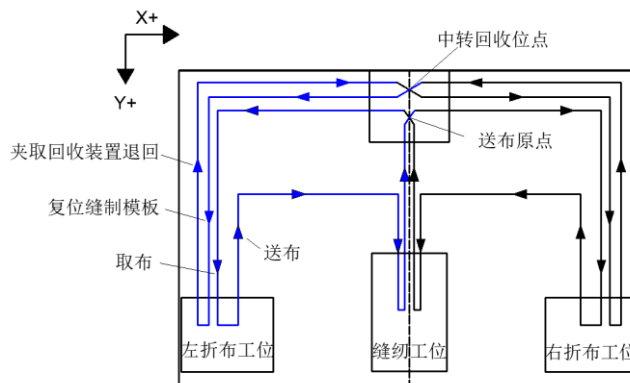 X+
Y+
中转回收位点
送布原点
夹取回收装置退回
复位缝制模板
取布
送布
左折布工位
缝纫工位
右折布工位